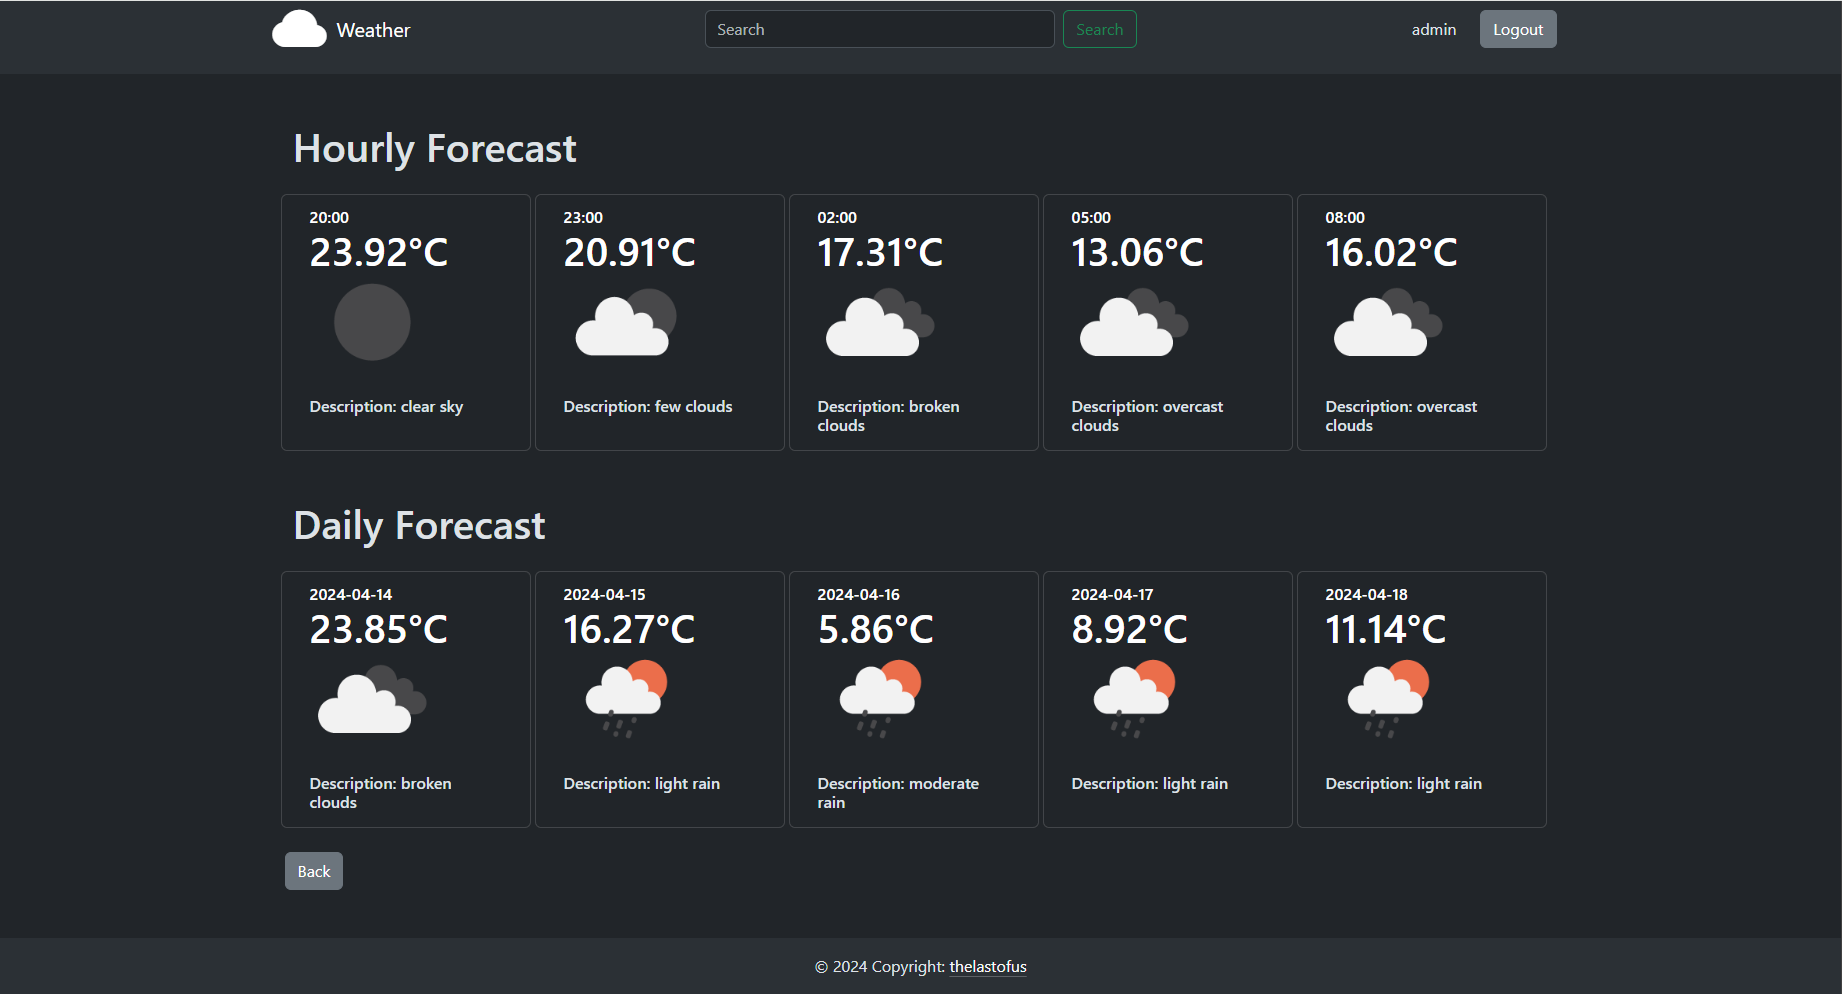 Weather
Search
Search
admin
Logout
Hourly Forecast
20:00
23.92°C
Description: clear sky
23:00
20.91°C
Description: few clouds
02:00
17.31°C
Description: broken
clouds
05:00
13.06°C
Description: overcast
clouds
08:00
16.02°C
Description: overcast
clouds
Daily Forecast
2024-04-14
23.85°C
Description: broken
clouds
2024-04-15
16.27°C
Description: light rain
2024-04-16
5.86°C
Description: moderate
rain
2024-04-17
8.92°C
Description: light rain
2024-04-18
11.14°C
Description: light rain
Back
© 2024 Copyright: thelastofus